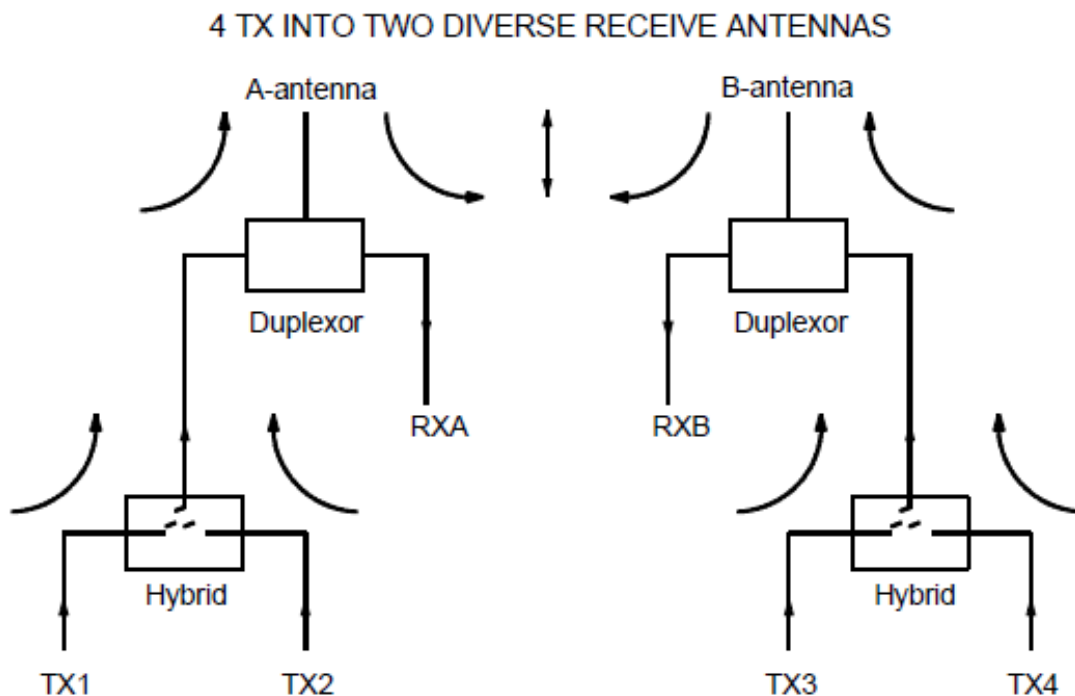 4 TX INTO TWO DIVERSE RECEIVE ANTENNAS
A-antenna
B-antenna
Duplexor
Duplexor
RXA
RXB
Hybrid
Hybrid
TX1
TX2
TX3
TX4